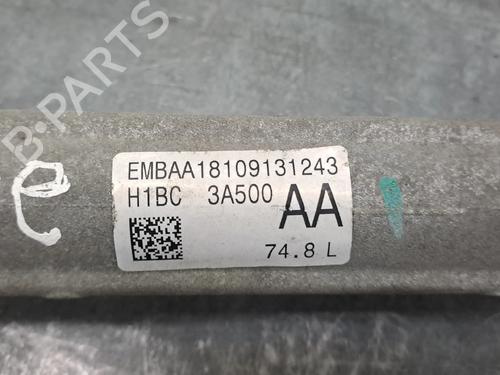 EMBAA18109131243
H1BC 3A500 AA
74.8 L
B-PARTS